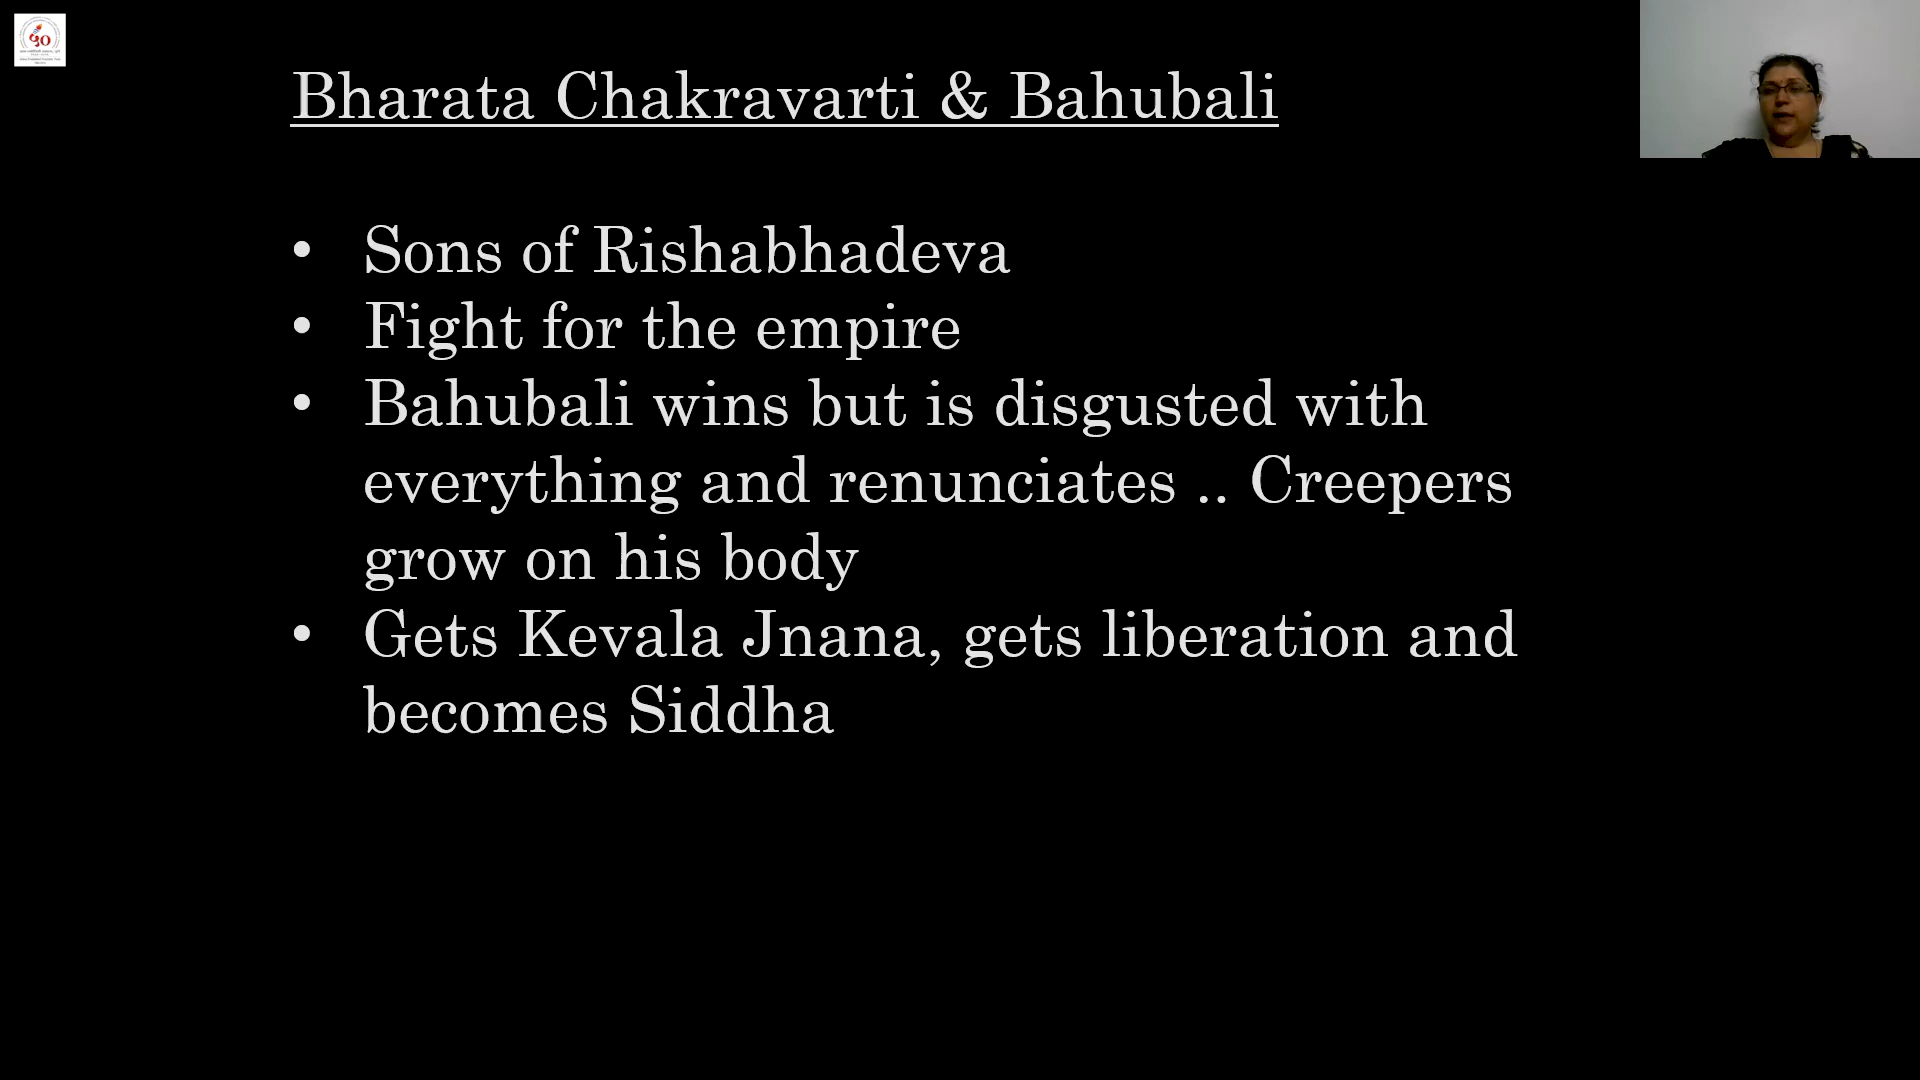 Bharata Chakravarti & Bahubali
• Sons of Rishabhadeva
• Fight for the empire
• Bahubali wins but is disgusted with
everything and renunciates .. Creepers
grow on his body
• Gets Kevala Jnana, gets liberation and
becomes Siddha